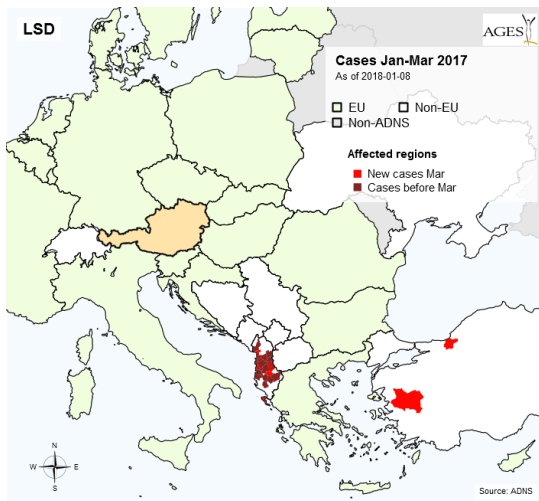 LSD
AGES
Cases Jan-Mar 2017
As of 2018-01-08
EU Non-EU
Non-ADNS
Affected regions
New cases Mar
Cases before Mar
N
W E
S
Source: ADNS